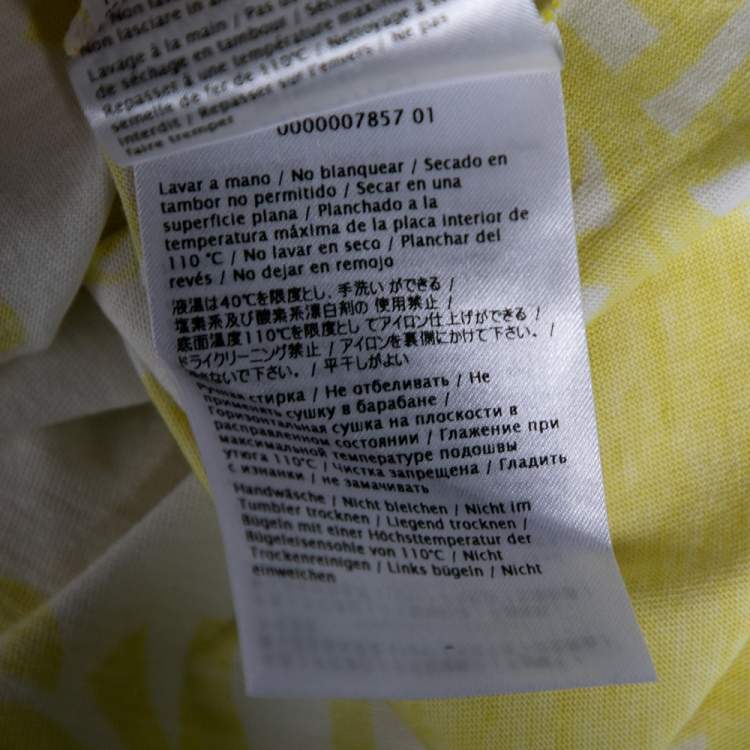 Non lasciare in
Lavage à la main / Pas
de séchage en tambour / Séch
Repasser à une température maxim
semelle de fer de 110°C / Nettoyage à
interdit / Repasser sur l'envers / Ne pas
faire tremper
0000007857 01
Lavar a mano / No blanquear / Secado en
tambor no permitido / Secar en una
superficie plana / Planchado a la
temperatura máxima de la placa interior de
110 °C / No lavar en seco / Planchar del
revés / No dejar en remojo
液温は40℃を限度とし、手洗いができる /
塩素系及び酸素系漂白剤の 使用禁止 /
底面温度110℃を限度とし てアイロン仕上げができる /
ドライクリーニング禁止 / アイロンを裏側にかけて下さい。 /
ないで下さい。 / 平干しがよい
Ручная стирка / Не отбеливать / Не
применять сушку в барабане /
Горизонтальная сушка на плоскости в
расправленном состоянии / Глажение при
максимальной температуре подошвы
утюга 110°C / Чистка запрещена / Гладить
с изнанки / не замачивать
Handwäsche / Nicht bleichen / Nicht im
Tumbler trocknen / Liegend trocknen /
Bügeln mit einer Höchsttemperatur der
Bügeleisensohle von 110°C / Nicht
Trockenreinigen / Links bügeln / Nicht
einweichen